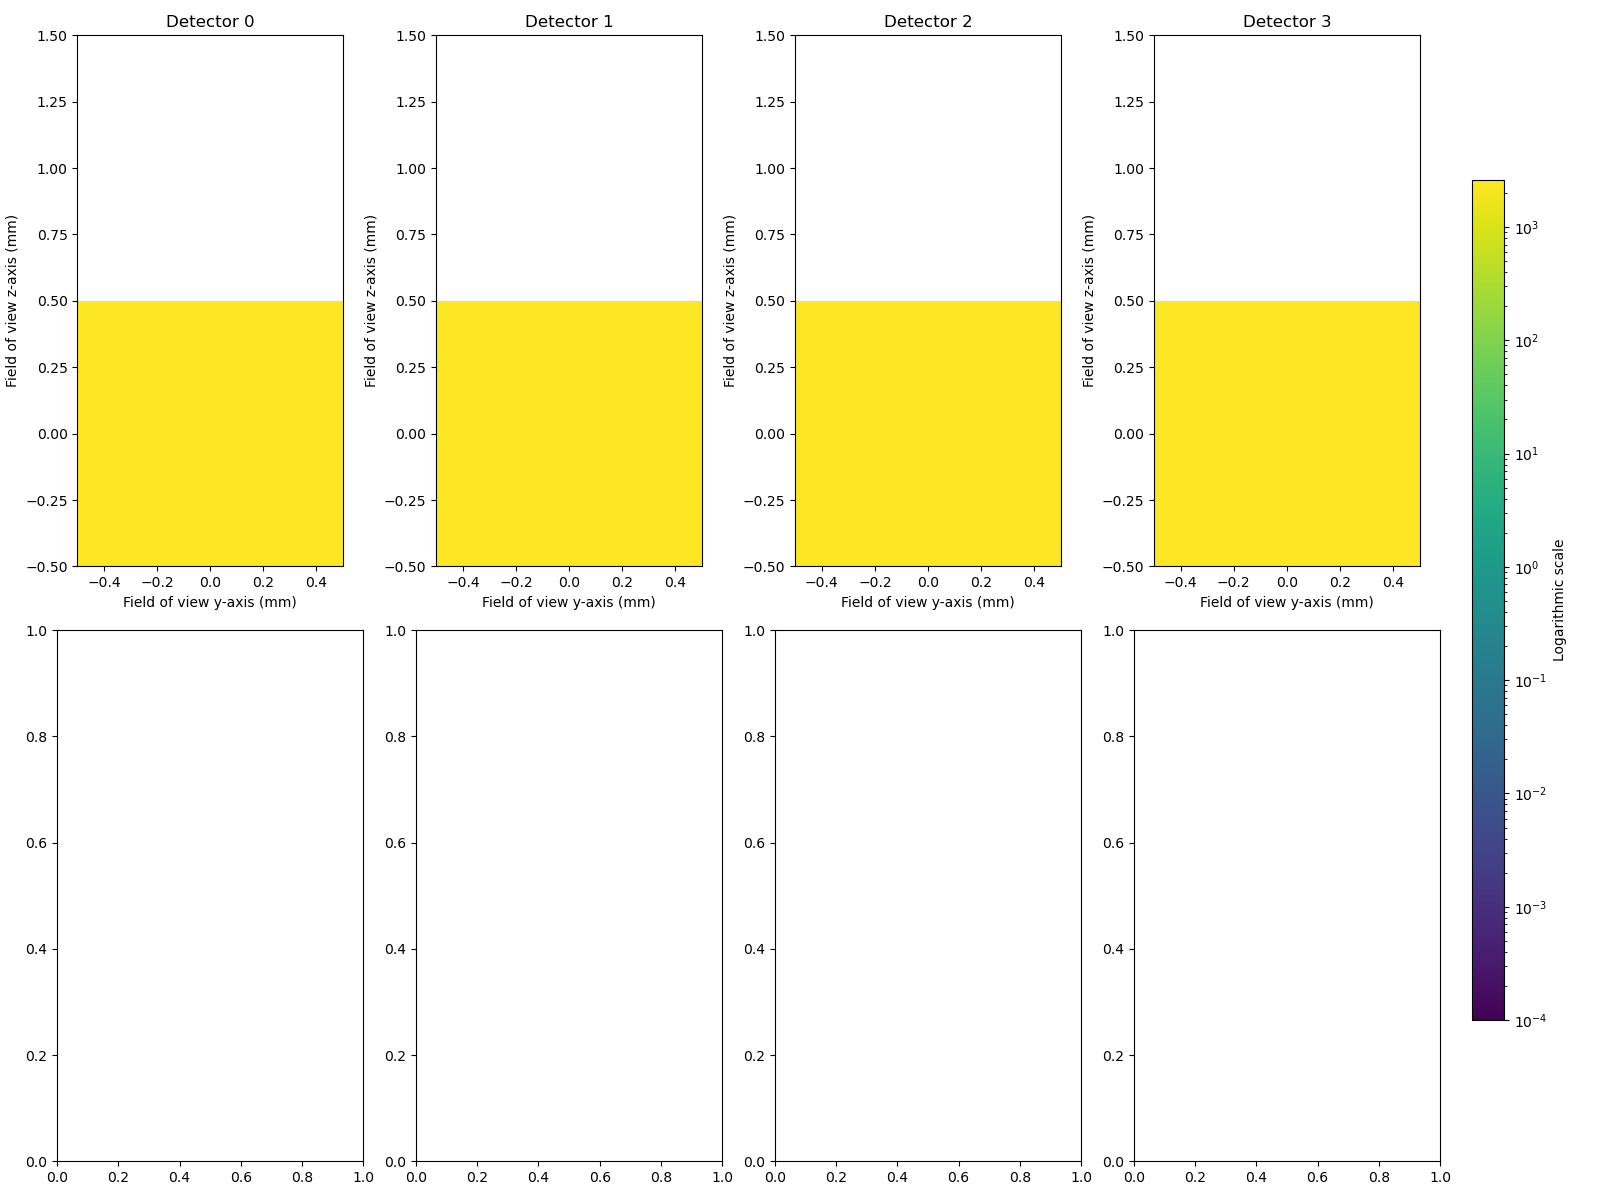 Detector 0 Detector 1 Detector 2 Detector 3
1.50 1.50 1.50 1.50
1.25 1.25 1.25 1.25
1.00 1.00 1.00 1.00
0.75 0.75 0.75 0.75
0.50 0.50 0.50 0.50
0.25 0.25 0.25 0.25
0.00 0.00 0.00 0.00
−0.25 −0.25 −0.25 −0.25
−0.50 −0.50 −0.50 −0.50
Field of view z-axis (mm) Field of view z-axis (mm) Field of view z-axis (mm) Field of view z-axis (mm)
−0.4 −0.2 0.0 0.2 0.4 −0.4 −0.2 0.0 0.2 0.4 −0.4 −0.2 0.0 0.2 0.4 −0.4 −0.2 0.0 0.2 0.4
Field of view y-axis (mm) Field of view y-axis (mm) Field of view y-axis (mm) Field of view y-axis (mm)
1.0 1.0 1.0 1.0
0.8 0.8 0.8 0.8
0.6 0.6 0.6 0.6
0.4 0.4 0.4 0.4
0.2 0.2 0.2 0.2
0.0 0.0 0.0 0.0
0.0 0.2 0.4 0.6 0.8 1.0 0.0 0.2 0.4 0.6 0.8 1.0 0.0 0.2 0.4 0.6 0.8 1.0 0.0 0.2 0.4 0.6 0.8 1.0
10³
10²
10¹
10⁰
10⁻¹
10⁻²
10⁻³
10⁻⁴
Logarithmic scale